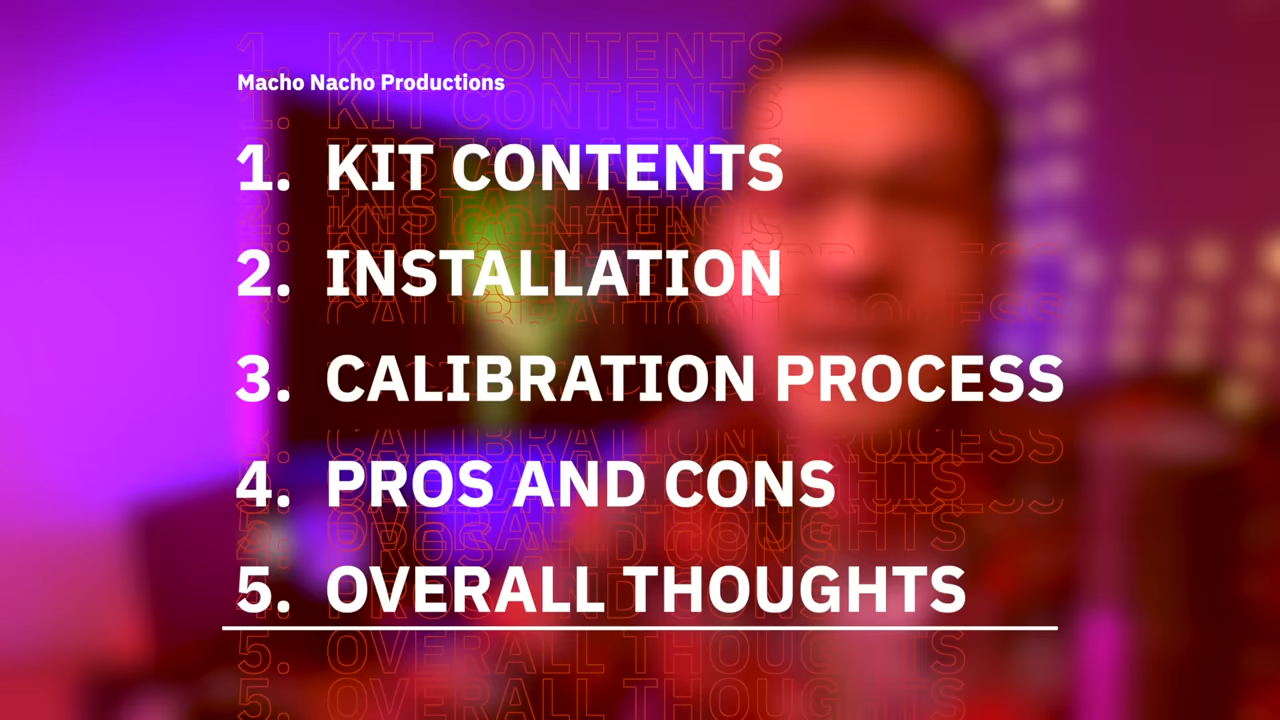 Macho Nacho Productions
1. KIT CONTENTS
2. INSTALLATION
3. CALIBRATION PROCESS
4. PROS AND CONS
5. OVERALL THOUGHTS